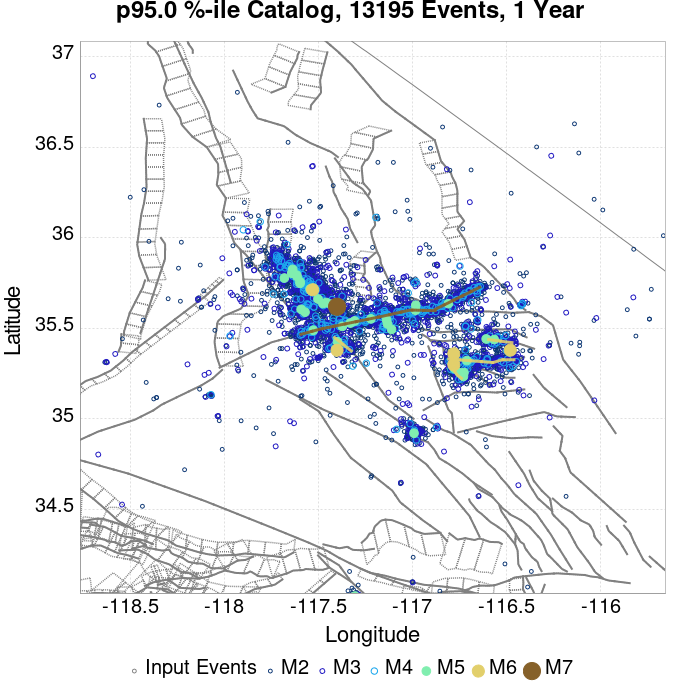 p95.0 %-ile Catalog, 13195 Events, 1 Year
37
36.5
36
35.5
35
34.5
Latitude
-118.5 -118 -117.5 -117 -116.5 -116
Longitude
Input Events M2 M3 M4 M5 M6 M7